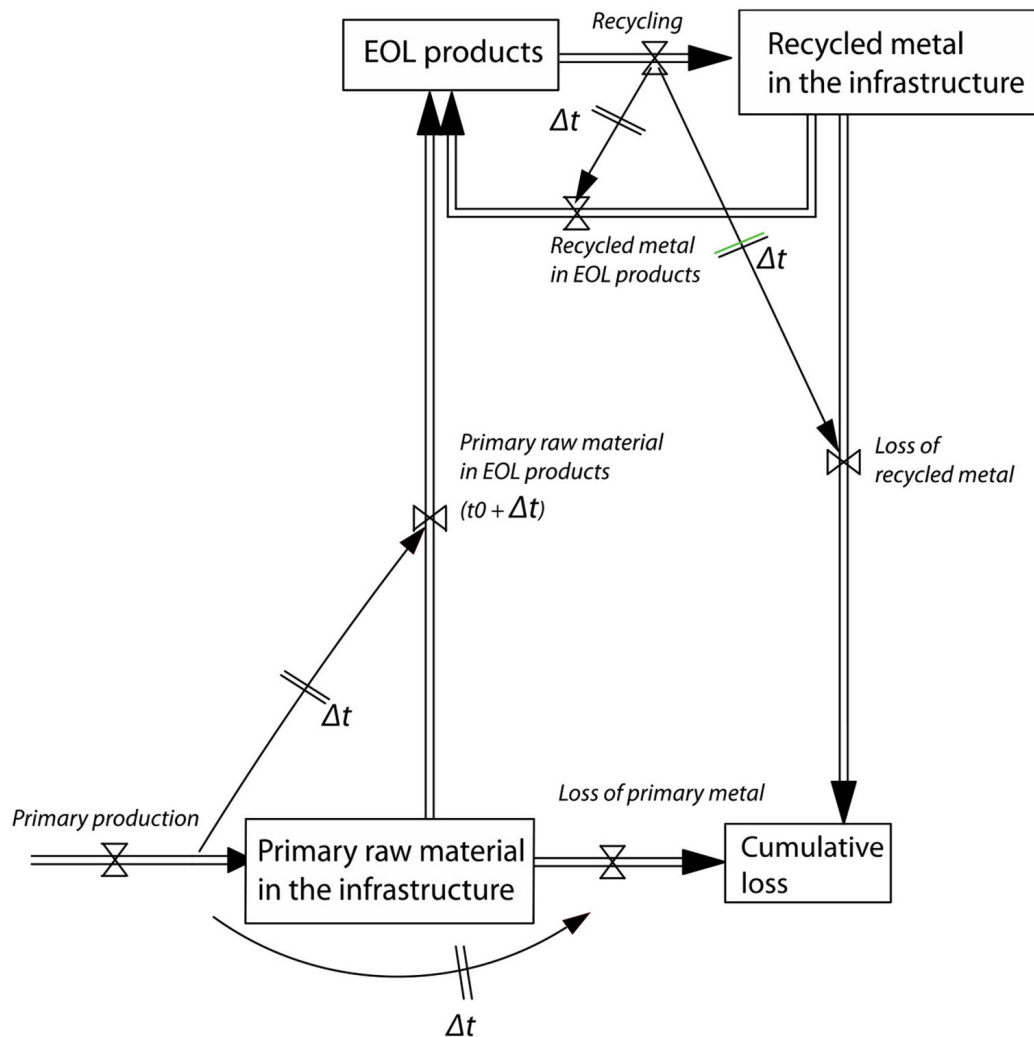 Recycling
EOL products
Recycled metal
in the infrastructure
Δt
Recycled metal
in EOL products
Δt
Primary raw material
in EOL products
(t0 + Δt)
Loss of
recycled metal
Δt
Primary production
Loss of primary metal
Primary raw material
in the infrastructure
Cumulative
loss
Δt